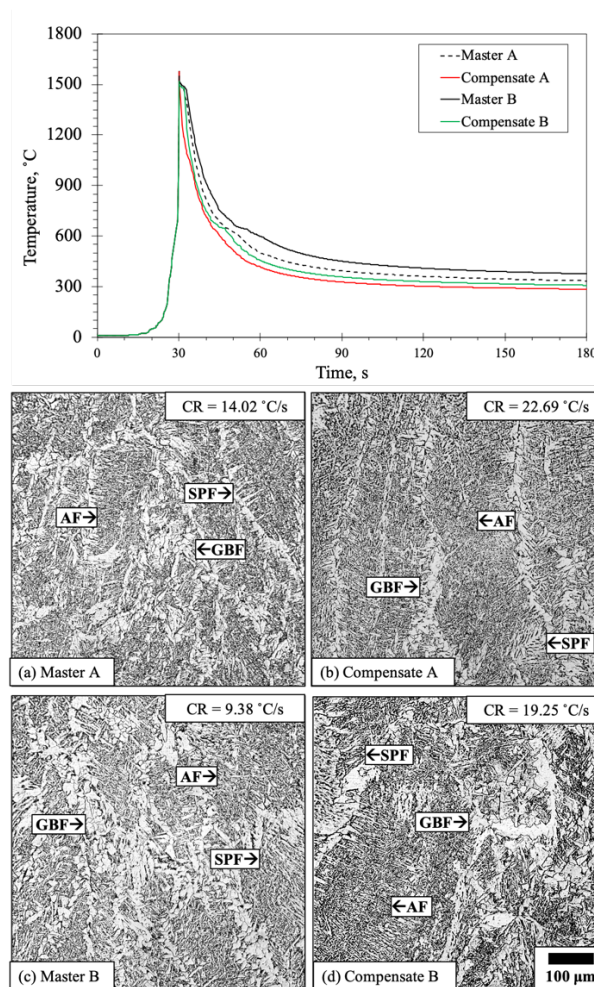 1800
1500
1200
900
600
300
0
Temperature, ˚C
Master A
Compensate A
Master B
Compensate B
0 30 60 90 120 150 180
Time, s
CR = 14.02 ˚C/s
AF→
SPF→
←GBF
(a) Master A
CR = 22.69 ˚C/s
←AF
GBF→
←SPF
(b) Compensate A
CR = 9.38 ˚C/s
AF→
GBF→
SPF→
(c) Master B
CR = 19.25 ˚C/s
←SPF
GBF→
←AF
(d) Compensate B
100 μm